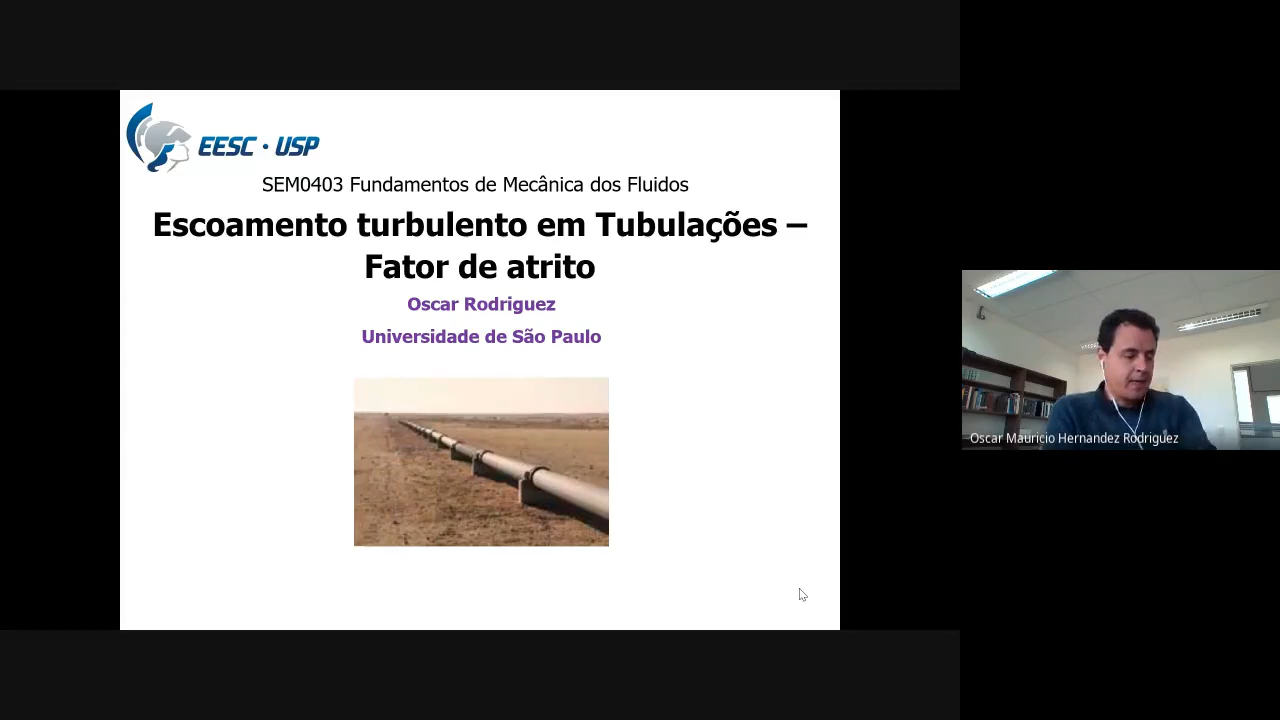 EESC • USP
SEM0403 Fundamentos de Mecânica dos Fluidos
Escoamento turbulento em Tubulações –
Fator de atrito
Oscar Rodriguez
Universidade de São Paulo
Oscar Mauricio Hernandez Rodriguez